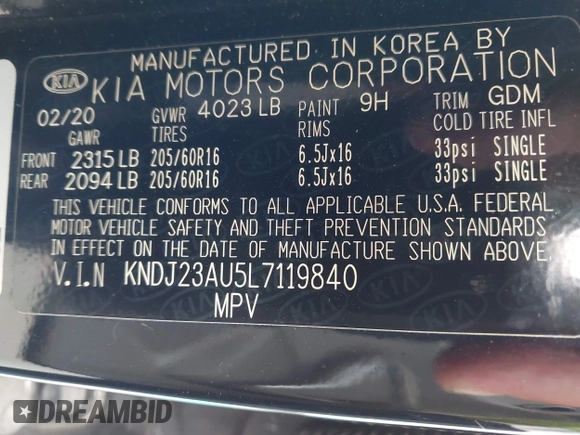 MANUFACTURED IN KOREA BY
KIA KIA MOTORS CORPORATION
02/20 GVWR 4023 LB PAINT 9H TRIM GDM
GAWR TIRES RIMS COLD TIRE INFL
FRONT 2315 LB 205/60R16 6.5Jx16 33psi SINGLE
REAR 2094 LB 205/60R16 6.5Jx16 33psi SINGLE
THIS VEHICLE CONFORMS TO ALL APPLICABLE U.S.A. FEDERAL
MOTOR VEHICLE SAFETY AND THEFT PREVENTION STANDARDS
IN EFFECT ON THE DATE OF MANUFACTURE SHOWN ABOVE.
V.I.N KNDJ23AU5L7119840
MPV
DREAMBID